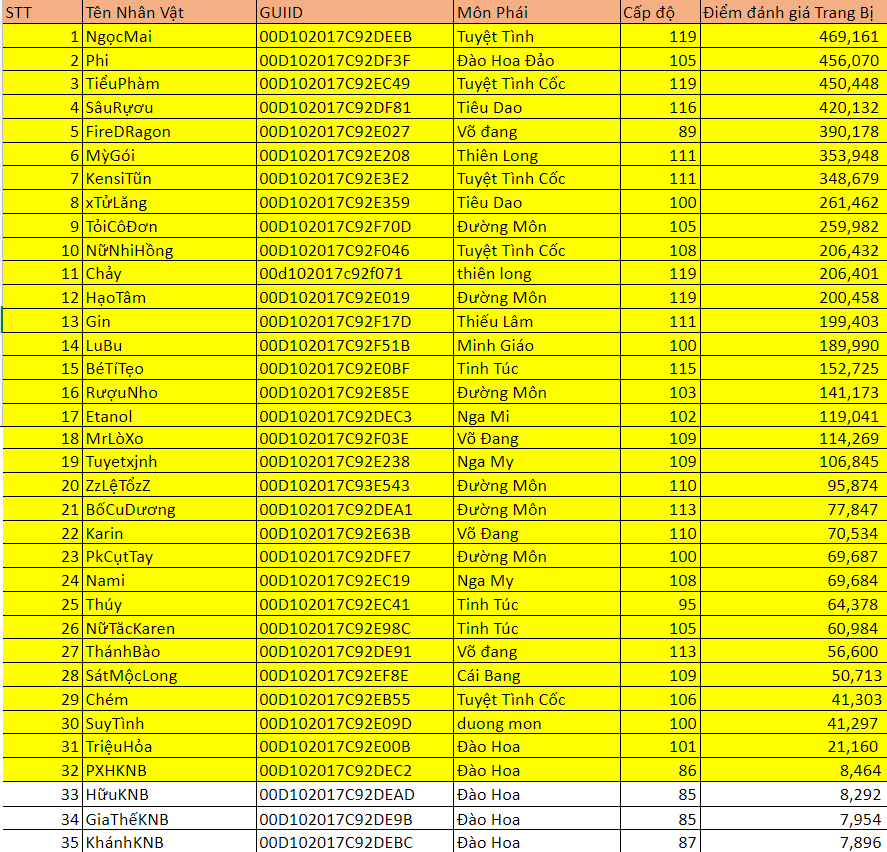 STT Tên Nhân Vật GUIID Môn Phái Cấp độ Điểm đánh giá Trang Bị
1 NgọcMai 00D102017C92DEEB Tuyệt Tình 119 469,161
2 Phi 00D102017C92DF3F Đào Hoa Đảo 105 456,070
3 TiểuPhàm 00D102017C92EC49 Tuyệt Tình Cốc 119 450,448
4 SâuRựơu 00D102017C92DF81 Tiêu Dao 116 420,132
5 FireDRagon 00D102017C92E027 Võ đang 89 390,178
6 MỳGói 00D102017C92E208 Thiên Long 111 353,948
7 KensiTũn 00D102017C92E3E2 Tuyệt Tình Cốc 111 348,679
8 xTửLăng 00D102017C92E359 Tiêu Dao 100 261,462
9 TỏiCôĐơn 00D102017C92F70D Đường Môn 105 259,982
10 NữNhiHồng 00D102017C92F046 Tuyệt Tình Cốc 108 206,432
11 Chảy 00d102017c92f071 thiên long 119 206,401
12 HạoTâm 00D102017C92E019 Đường Môn 119 200,458
13 Gin 00D102017C92F17D Thiếu Lâm 111 199,403
14 LuBu 00D102017C92F51B Minh Giáo 100 189,990
15 BéTíTẹo 00D102017C92E0BF Tinh Túc 115 152,725
16 RượuNho 00D102017C92E85E Đường Môn 103 141,173
17 Etanol 00D102017C92DEC3 Nga Mi 102 119,041
18 MrLòXo 00D102017C92F03E Võ Đang 109 114,269
19 Tuyetxjnh 00D102017C92E238 Nga My 109 106,845
20 ZzLệTổzZ 00D102017C93E543 Đường Môn 110 95,874
21 BốCuDương 00D102017C92DEA1 Đường Môn 113 77,847
22 Karin 00D102017C92E63B Võ Đang 110 70,534
23 PkCụtTay 00D102017C92DFE7 Đường Môn 100 69,687
24 Nami 00D102017C92EC19 Nga My 108 69,684
25 Thúy 00D102017C92EC41 Tinh Túc 95 64,378
26 NữTăcKaren 00D102017C92E98C Tinh Túc 105 60,984
27 ThánhBào 00D102017C92DE91 Võ đang 113 56,600
28 SátMộcLong 00D102017C92EF8E Cái Bang 109 50,713
29 Chém 00D102017C92EB55 Tuyệt Tình Cốc 106 41,303
30 SuyTình 00D102017C92E09D duong mon 100 41,297
31 TriệuHỏa 00D102017C92E00B Đào Hoa 101 21,160
32 PXHKNB 00D102017C92DEC2 Đào Hoa 86 8,464
33 HữuKNB 00D102017C92DEAD Đào Hoa 85 8,292
34 GiaThếKNB 00D102017C92DE9B Đào Hoa 85 7,954
35 KhánhKNB 00D102017C92DEBC Đào Hoa 87 7,896